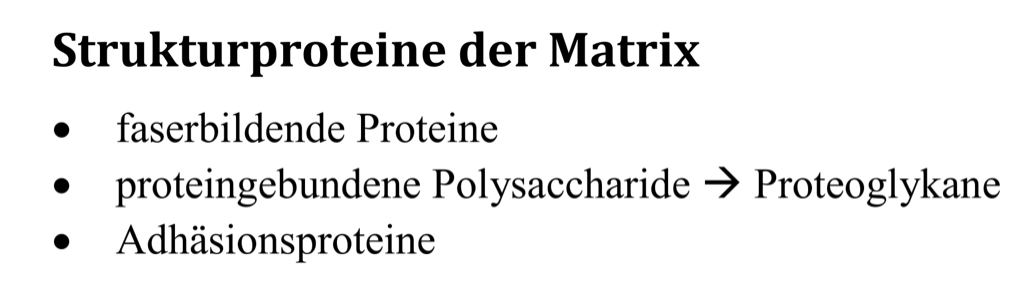 Strukturproteine der Matrix
• faserbildende Proteine
• proteingebundene Polysaccharide → Proteoglykane
• Adhäsionsproteine